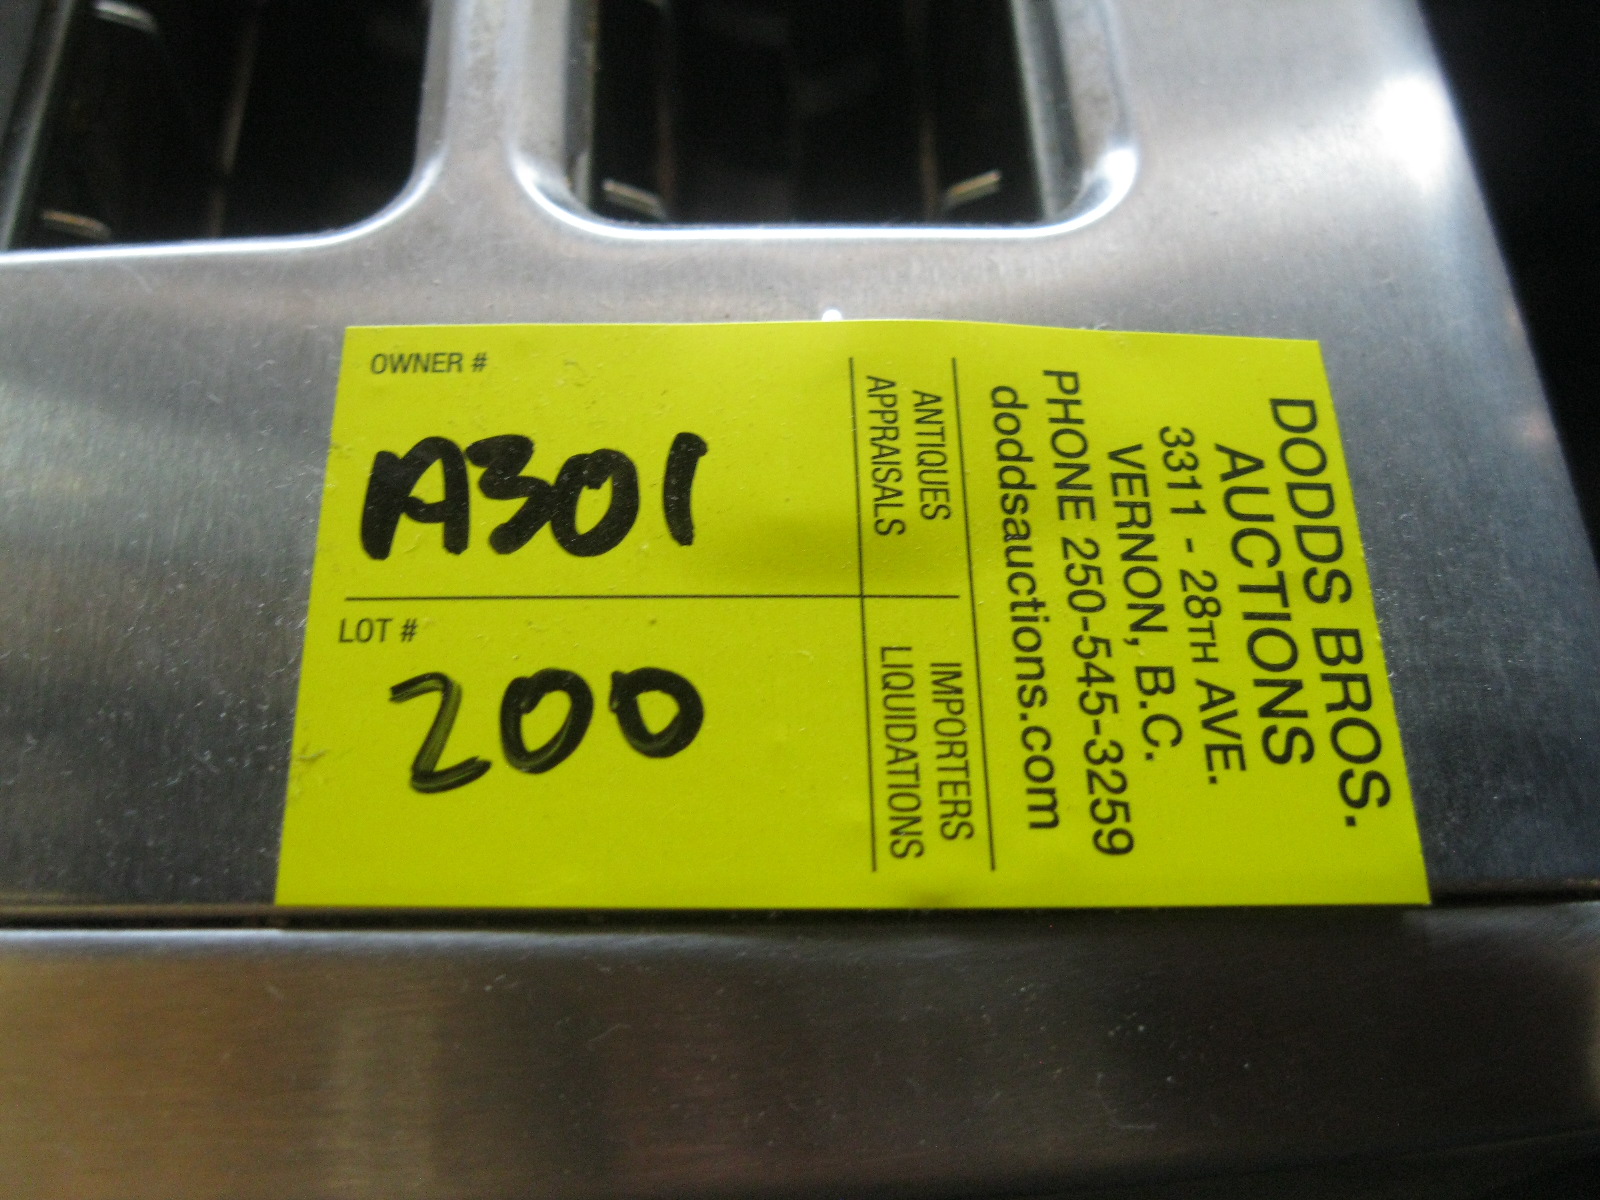 OWNER #
A301
LOT #
200
DODDS BROS.
AUCTIONS
3311 - 28TH AVE.
VERNON, B.C.
PHONE 250-545-3259
doddsauctions.com
ANTIQUES
APPRAISALS
IMPORTERS
LIQUIDATIONS